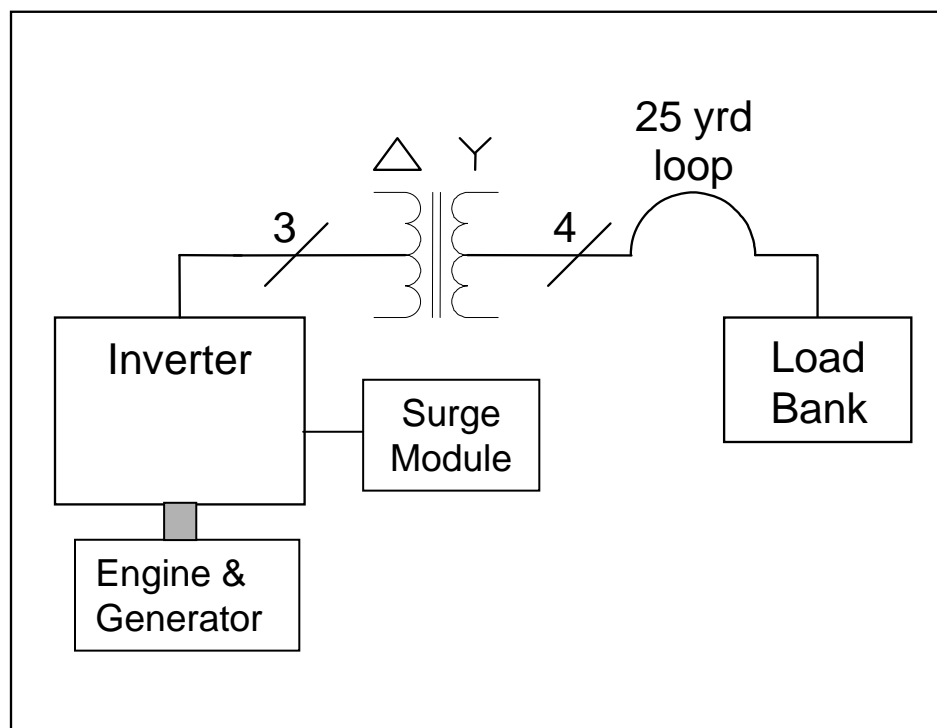 25 yrd
loop
3
4
Inverter
Load
Bank
Surge
Module
Engine &
Generator